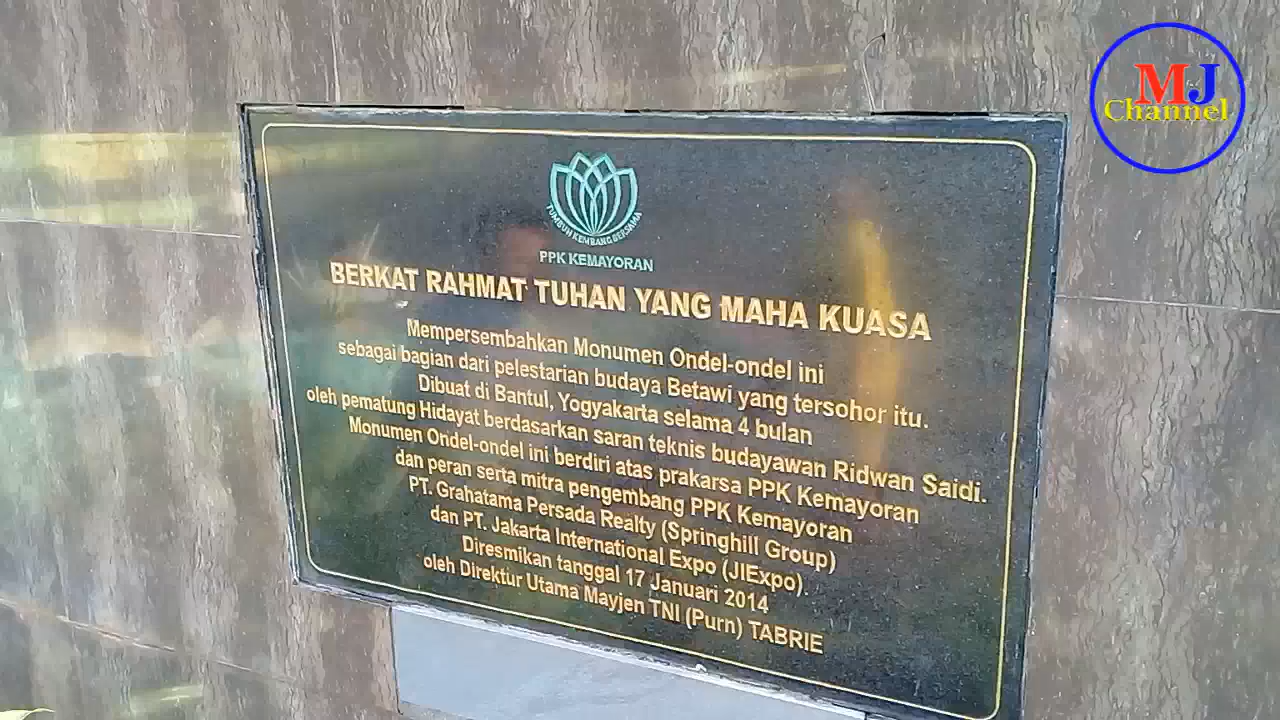 MJ
Channel
TUMBUH KEMBANG BERSAMA
PPK KEMAYORAN
BERKAT RAHMAT TUHAN YANG MAHA KUASA
Mempersembahkan Monumen Ondel-ondel ini
sebagai bagian dari pelestarian budaya Betawi yang tersohor itu.
Dibuat di Bantul, Yogyakarta selama 4 bulan
oleh pematung Hidayat berdasarkan saran teknis budayawan Ridwan Saidi.
Monumen Ondel-ondel ini berdiri atas prakarsa PPK Kemayoran
dan peran serta mitra pengembang PPK Kemayoran
PT. Grahatama Persada Realty (Springhill Group)
dan PT. Jakarta International Expo (JIExpo).
Diresmikan tanggal 17 Januari 2014
oleh Direktur Utama Mayjen TNI (Purn) TABRIE